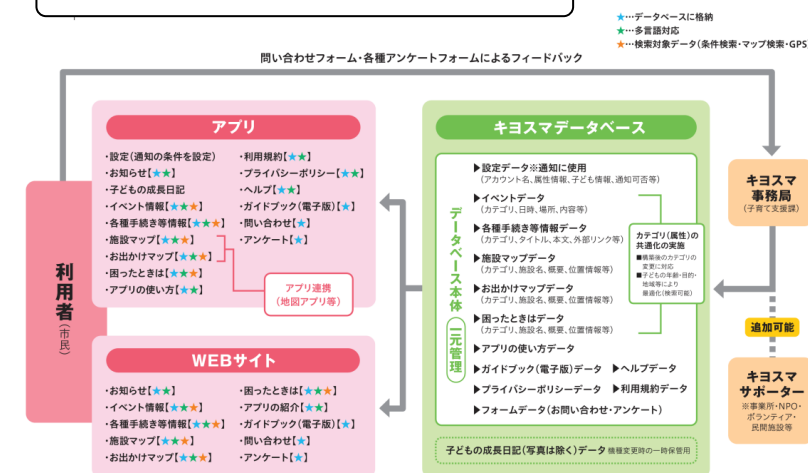 ★…データベースに格納
★…多言語対応
★…検索対象データ(条件検索・マップ検索・GPS
問い合わせフォーム・各種アンケートフォームによるフィードバック
利用者(市民)
アプリ
・設定(通知の条件を設定)
・お知らせ【★★】
・子どもの成長日記
・イベント情報【★★★】
・各種手続き等情報【★★★】
・施設マップ【★★★】
・お出かけマップ【★★★】
・困ったときは【★★★】
・アプリの使い方【★★】
・利用規約【★★】
・プライバシーポリシー【★★】
・ヘルプ【★★】
・ガイドブック(電子版)【★】
・問い合わせ【★】
・アンケート【★】
アプリ連携
(地図アプリ等)
WEBサイト
・お知らせ【★★】
・イベント情報【★★★】
・各種手続き等情報【★★★】
・施設マップ【★★★】
・お出かけマップ【★★★】
・困ったときは【★★★】
・アプリの紹介【★★】
・ガイドブック(電子版)【★】
・問い合わせ【★】
・アンケート【★】
キヨスマデータベース
データベース本体
一元管理
▶設定データ※通知に使用
(アカウント名、属性情報、子ども情報、通知可否等)
▶イベントデータ
(カテゴリ、日時、場所、内容等)
▶各種手続き等情報データ
(カテゴリ、タイトル、本文、外部リンク等)
▶施設マップデータ
(カテゴリ、施設名、概要、位置情報等)
▶お出かけマップデータ
(カテゴリ、施設名、概要、位置情報等)
▶困ったときデータ
(カテゴリ、施設名、概要、位置情報等)
▶アプリの使い方データ
▶ガイドブック(電子版)データ ▶ヘルプデータ
▶プライバシーポリシーデータ ▶利用規約データ
▶フォームデータ(お問い合わせ・アンケート)
カテゴリ(属性)の
共通化の実施
■構築後のカテゴリの
変更に対応
■子どもの年齢・目的・
地域等により
最適化(検索可能)
子どもの成長日記(写真は除く)データ 機種変更時の一時保管用
キヨスマ
事務局
(子育て支援課)
追加可能
キヨスマ
サポーター
※事業所・NPO・
ボランティア・
民間施設等